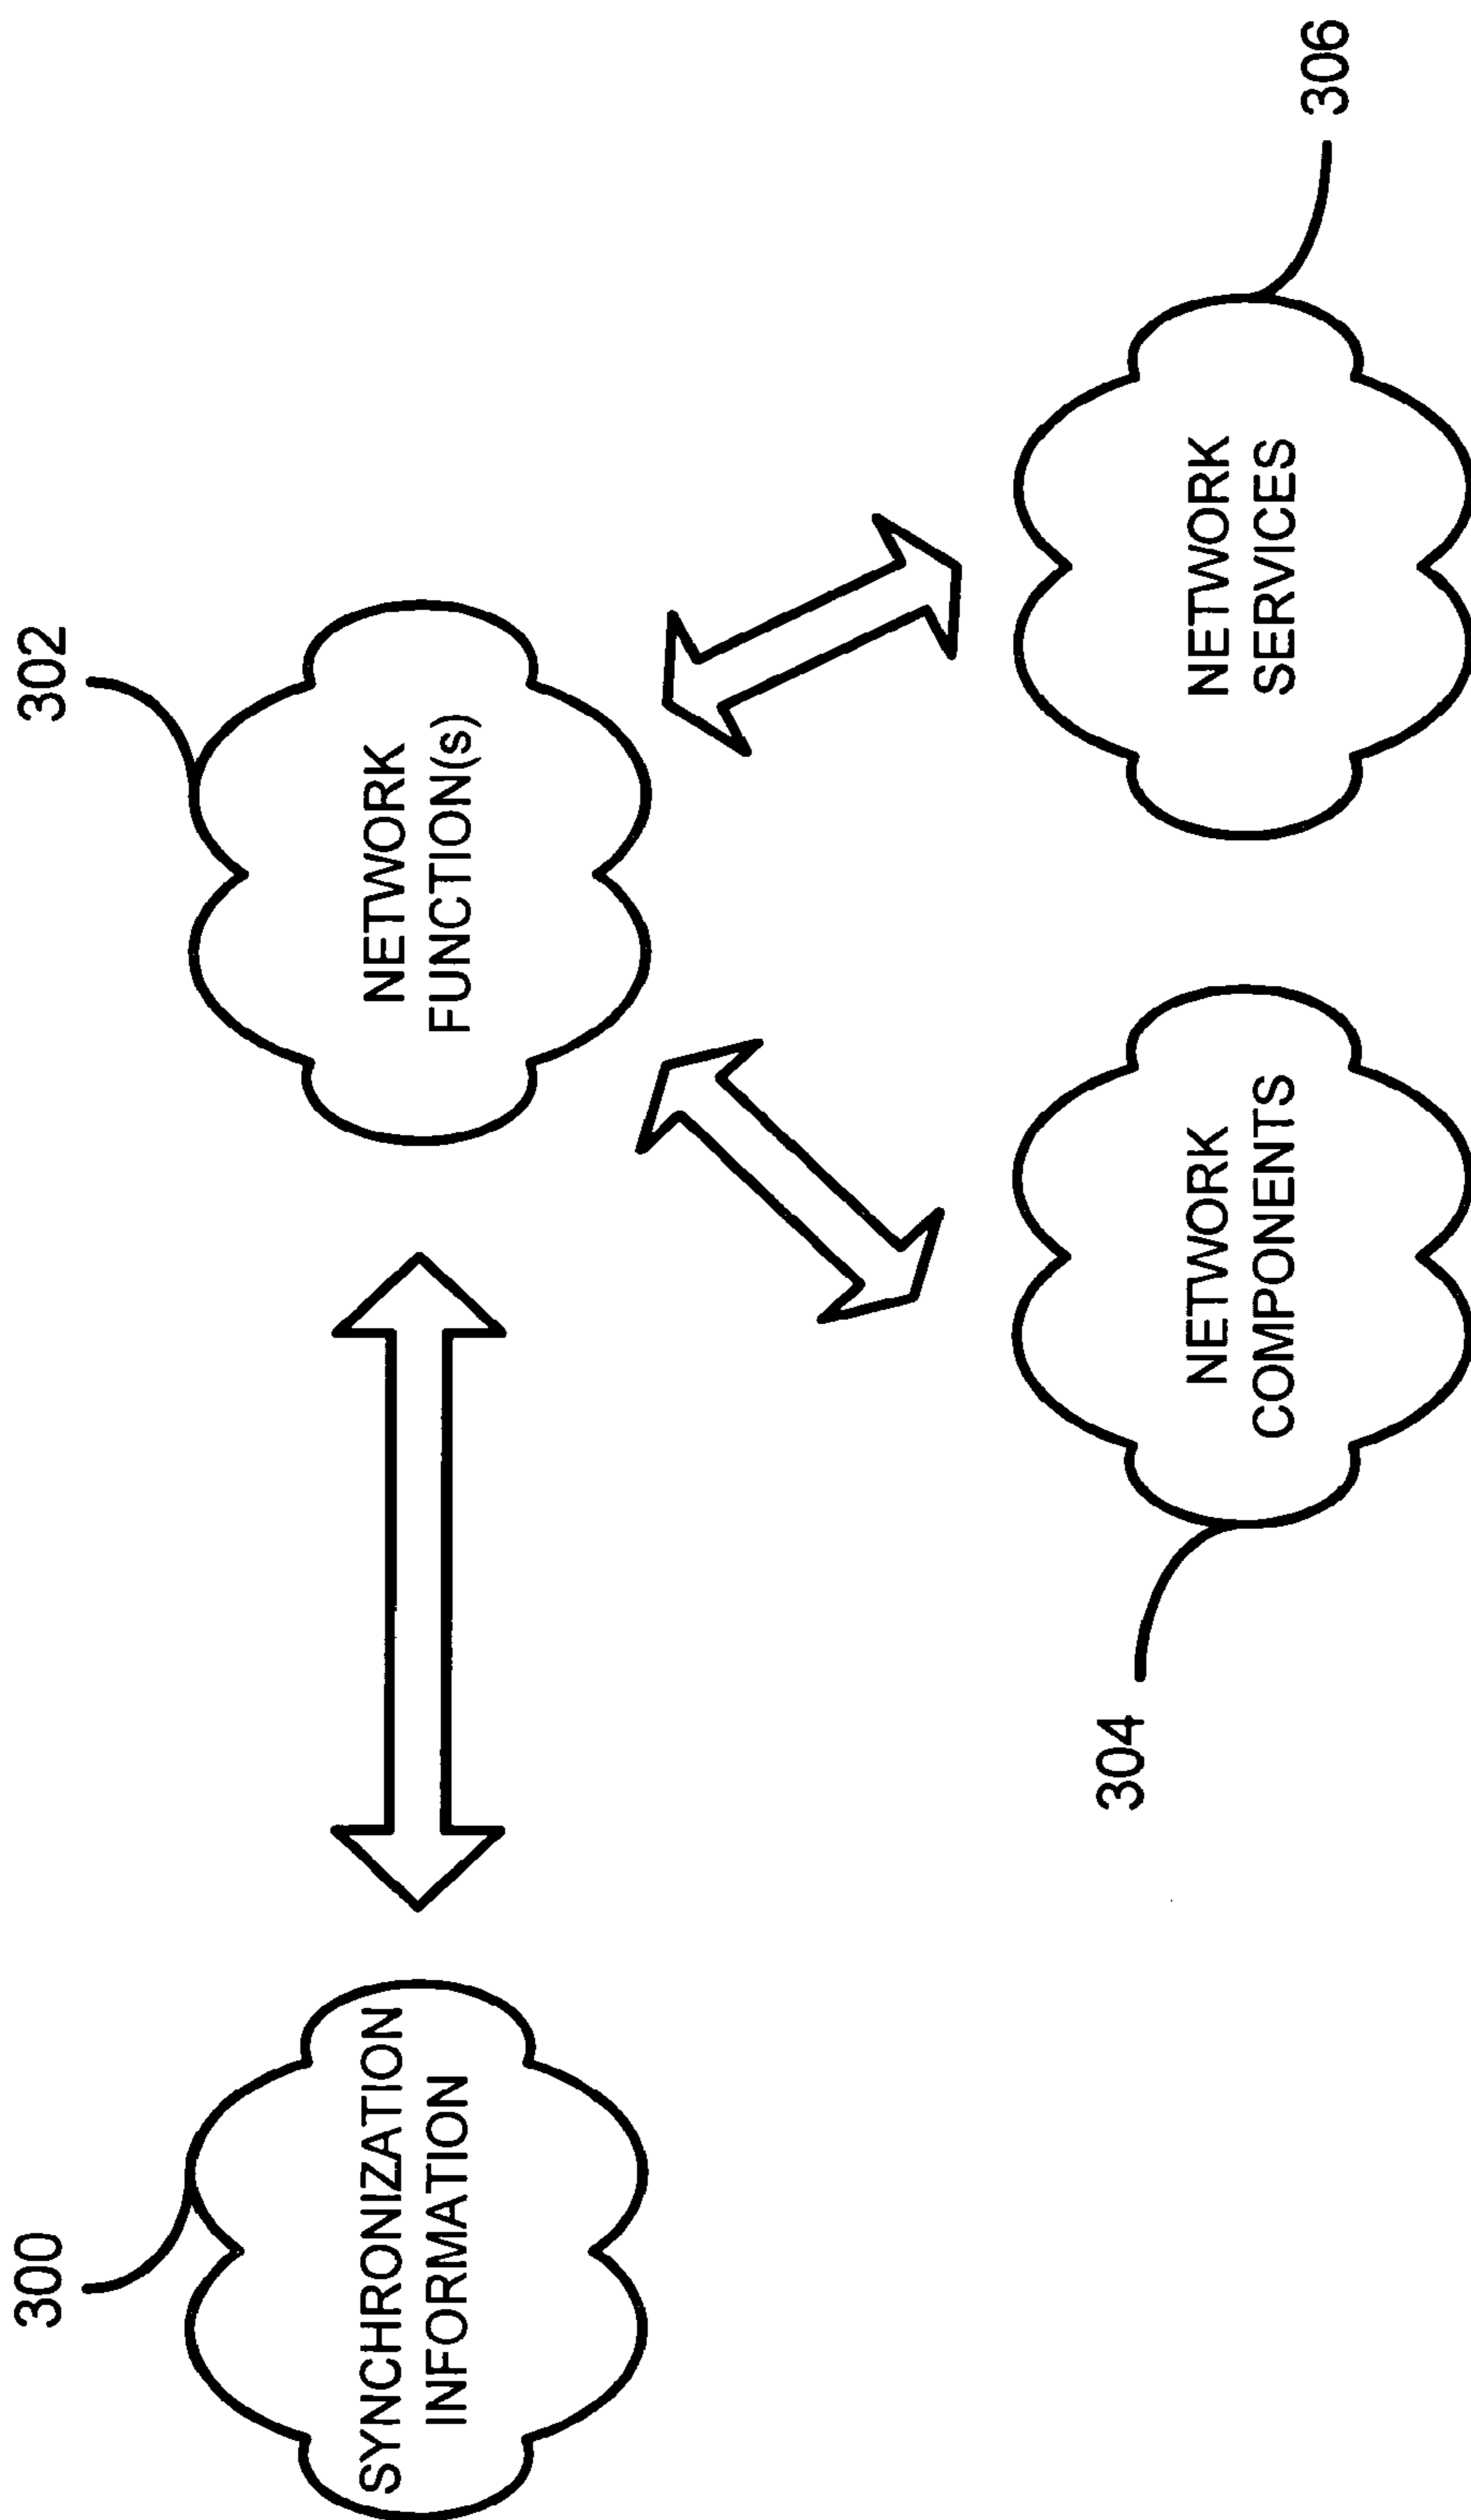 300
SYNCHRONIZATION
INFORMATION
302
NETWORK
FUNCTION(S)
304
NETWORK
COMPONENTS
306
NETWORK
SERVICES